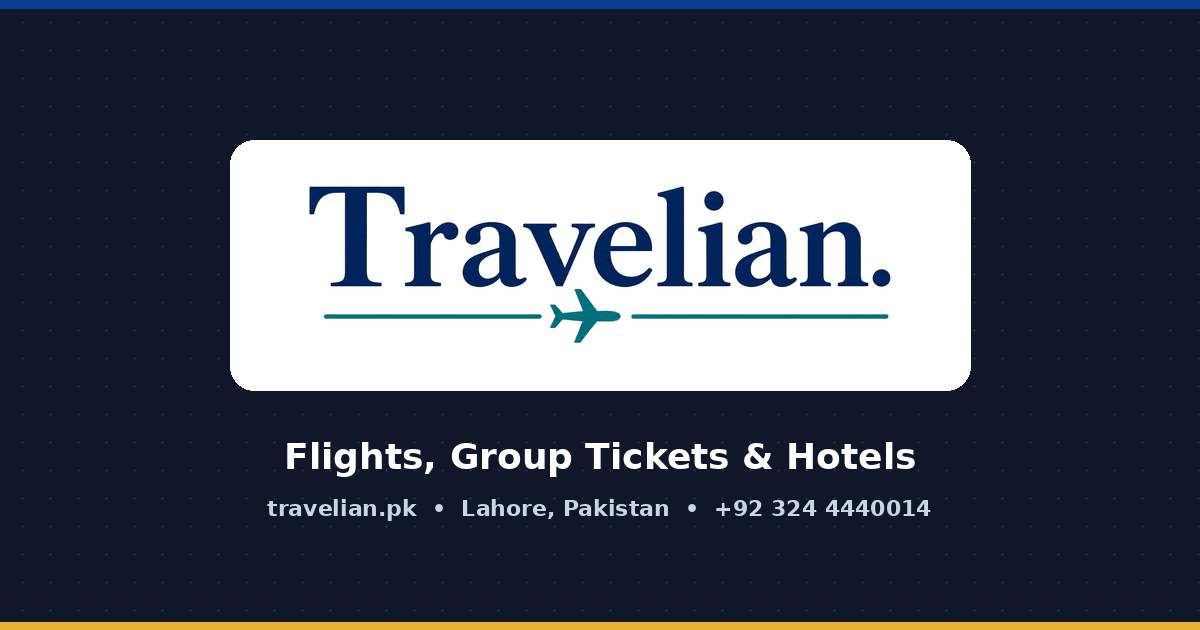 Travelian.
Flights, Group Tickets & Hotels
travelian.pk • Lahore, Pakistan • +92 324 4440014